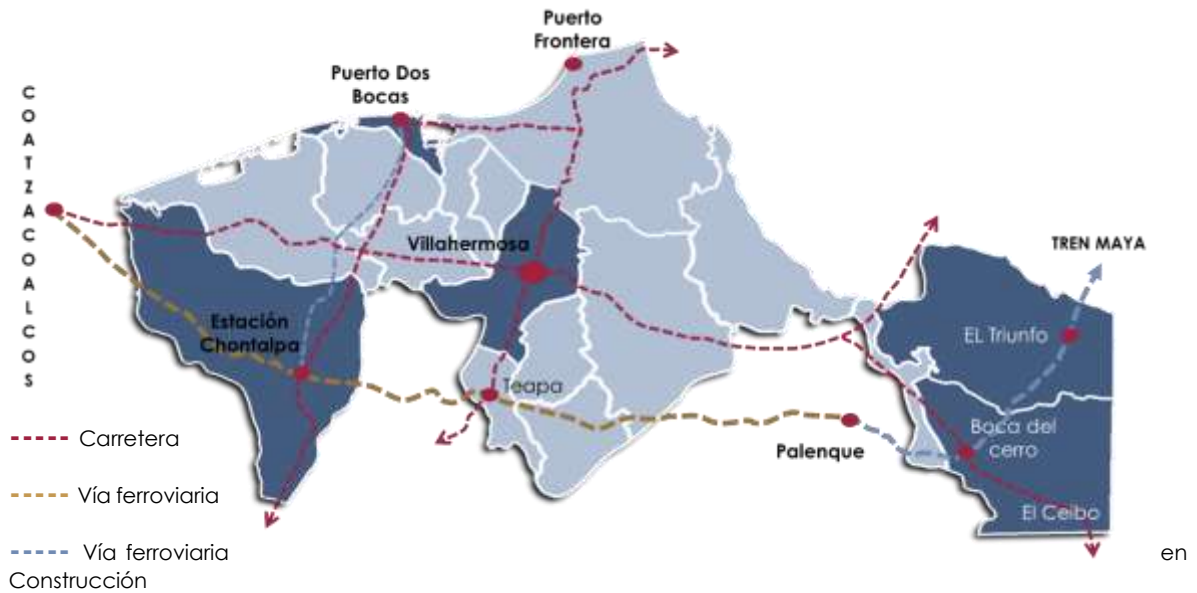 Puerto
Frontera
Puerto Dos
Bocas
COATZACOALCOS
Villahermosa
TREN MAYA
Estación
Chontalpa
EL Triunfo
Teapa
Boca del
cerro
Palenque
El Ceibo
Carretera
Vía ferroviaria
Vía ferroviaria en
Construcción